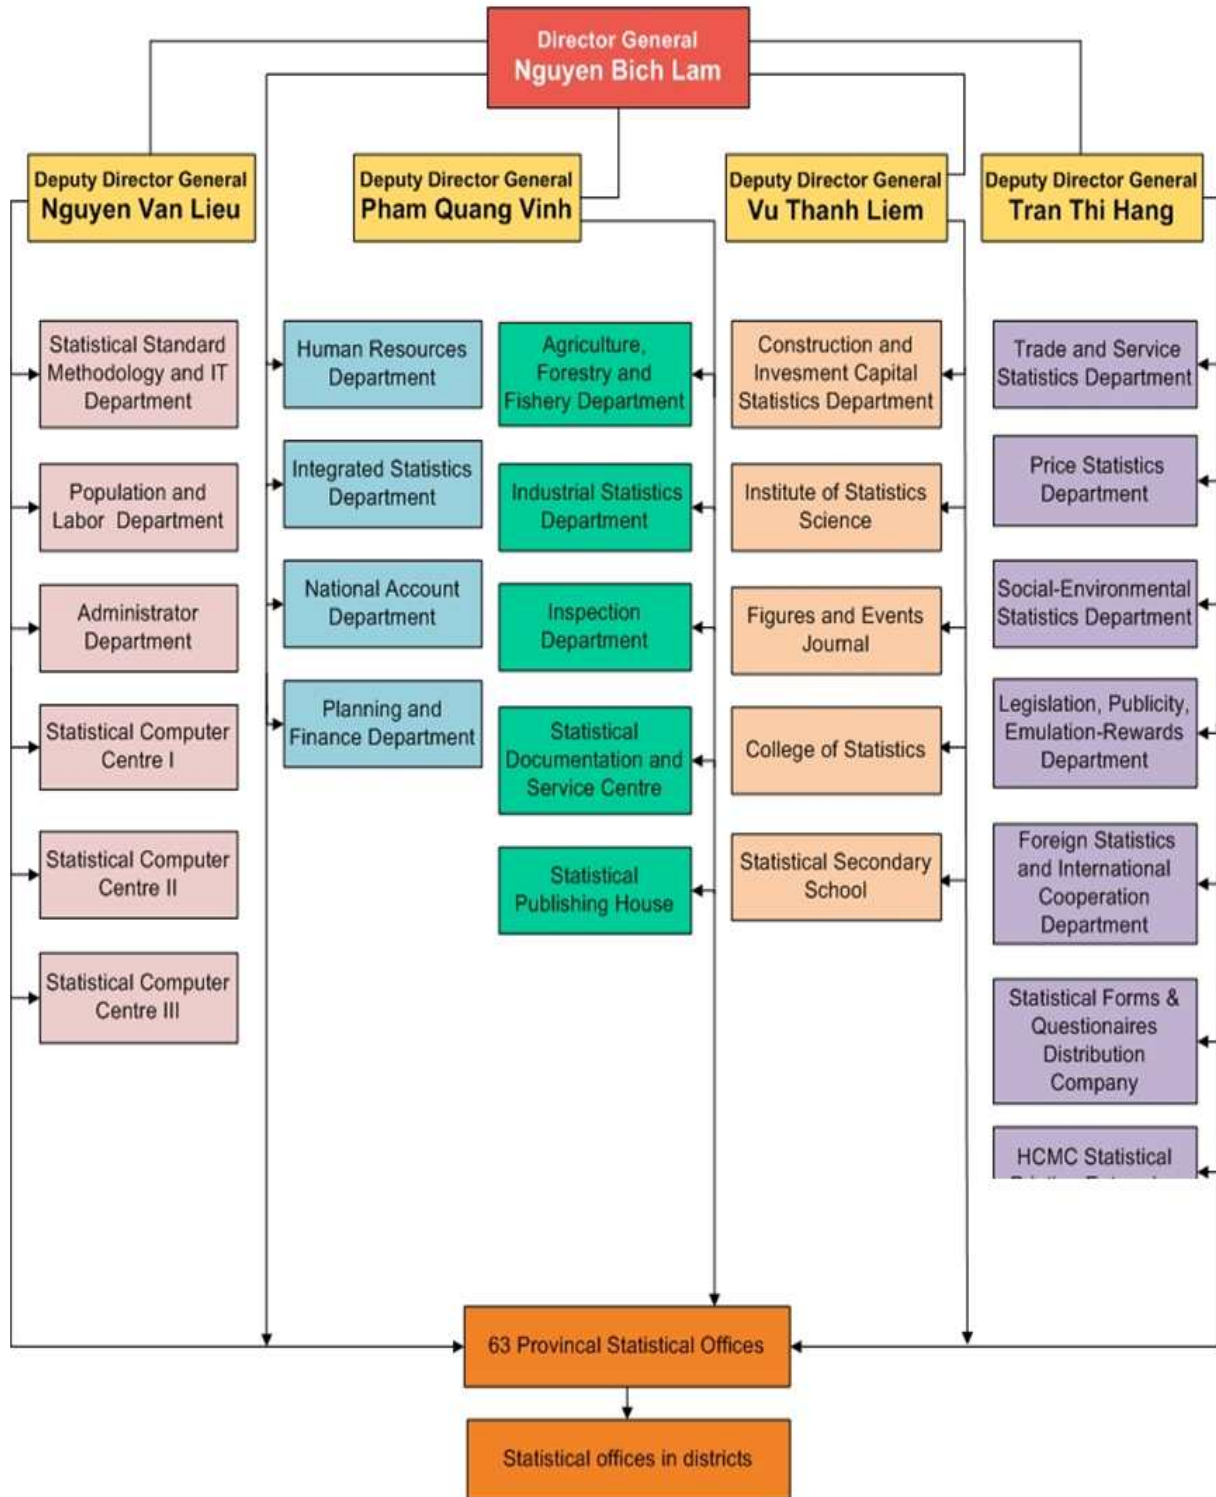 Director General
Nguyen Bich Lam
Deputy Director General
Nguyen Van Lieu
Deputy Director General
Pham Quang Vinh
Deputy Director General
Vu Thanh Liem
Deputy Director General
Tran Thi Hang
Statistical Standard
Methodology and IT
Department
Population and
Labor Department
Administrator
Department
Statistical Computer
Centre I
Statistical Computer
Centre II
Statistical Computer
Centre III
Human Resources
Department
Integrated Statistics
Department
National Account
Department
Planning and
Finance Department
Agriculture,
Forestry and
Fishery Department
Industrial Statistics
Department
Inspection
Department
Statistical
Documentation and
Service Centre
Statistical
Publishing House
Construction and
Invesment Capital
Statistics Department
Institute of Statistics
Science
Figures and Events
Journal
College of Statistics
Statistical Secondary
School
Trade and Service
Statistics Department
Price Statistics
Department
Social-Environmental
Statistics Department
Legislation, Publicity,
Emulation-Rewards
Department
Foreign Statistics
and International
Cooperation
Department
Statistical Forms &
Questionaires
Distribution
Company
HCMC Statistical
63 Provincal Statistical Offices
Statistical offices in districts